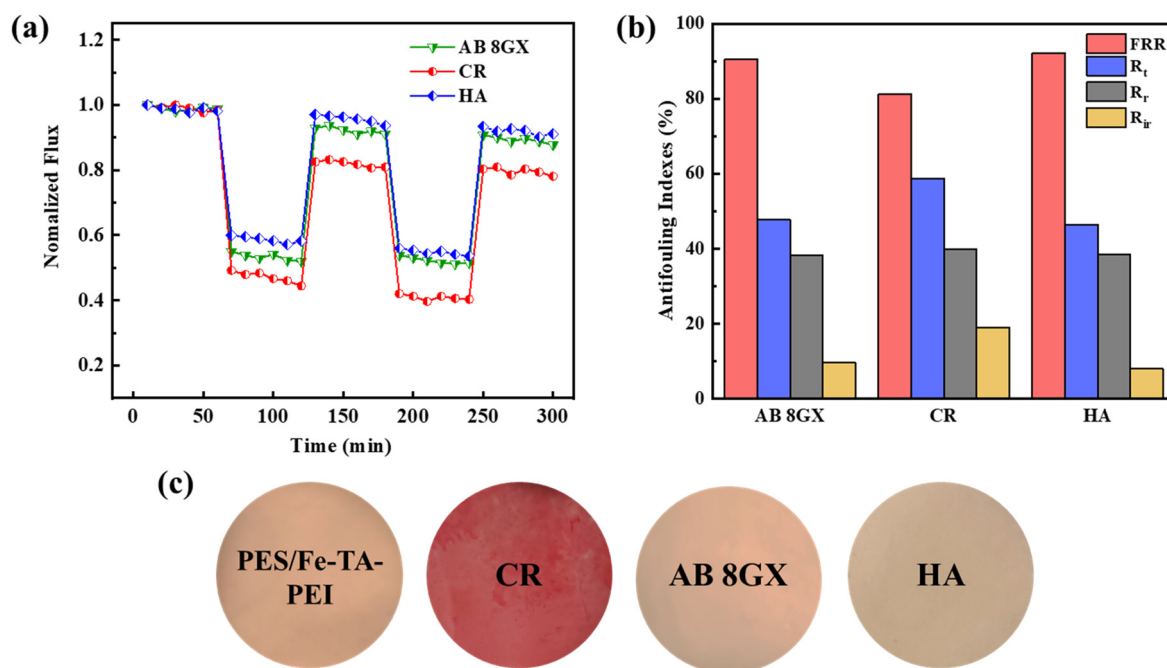 (a)
1.2
1.0
0.8
0.6
0.4
0.2
Nomalized Flux
AB 8GX
CR
HA
0
50
100
150
200
250
300
Time (min)
(b)
100
80
60
40
20
0
Antifouling Indexes (%)
FRR
Rt
Rr
Rir
AB 8GX
CR
HA
(c)
PES/Fe-TA-
PEI
CR
AB 8GX
HA